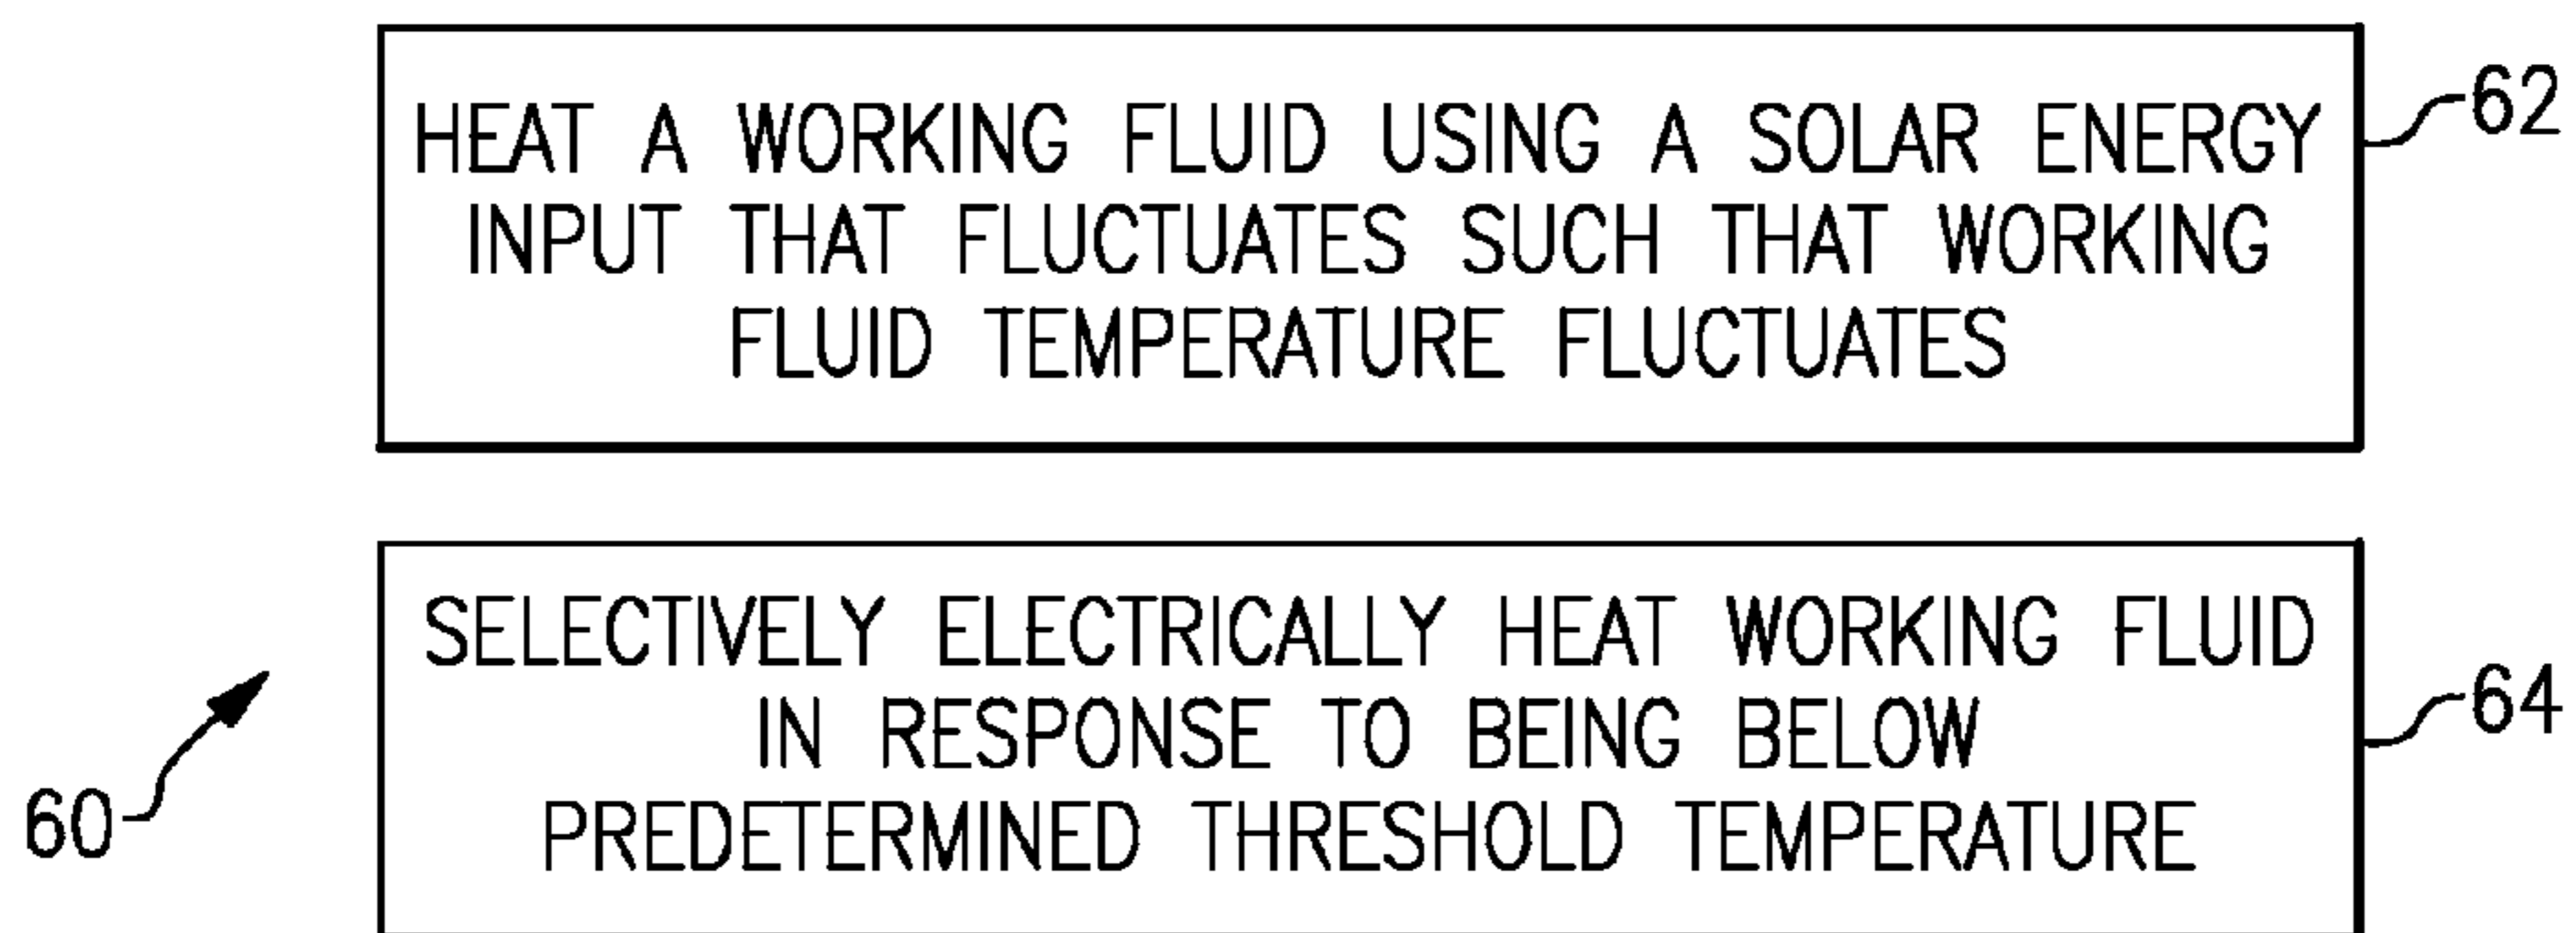 HEAT A WORKING FLUID USING A SOLAR ENERGY
INPUT THAT FLUCTUATES SUCH THAT WORKING
FLUID TEMPERATURE FLUCTUATES
62
SELECTIVELY ELECTRICALLY HEAT WORKING FLUID
IN RESPONSE TO BEING BELOW
PREDETERMINED THRESHOLD TEMPERATURE
64
60